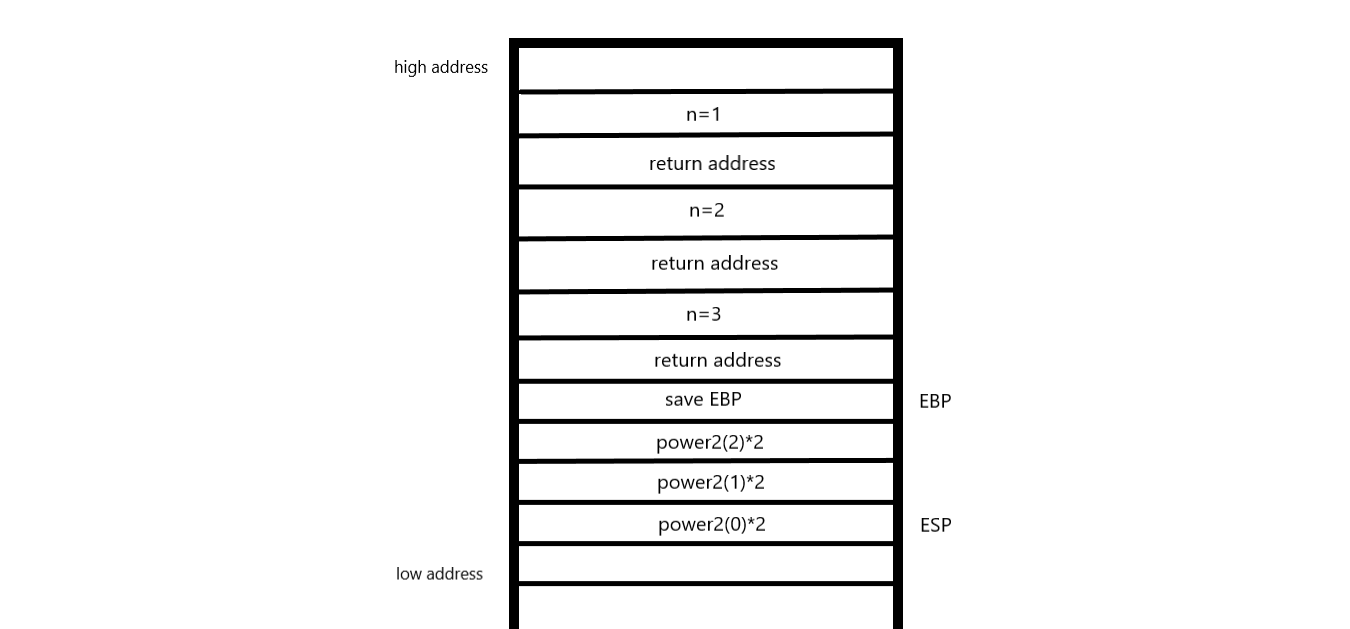 high address
n=1
return address
n=2
return address
n=3
return address
save EBP
EBP
power2(2)*2
power2(1)*2
power2(0)*2
ESP
low address